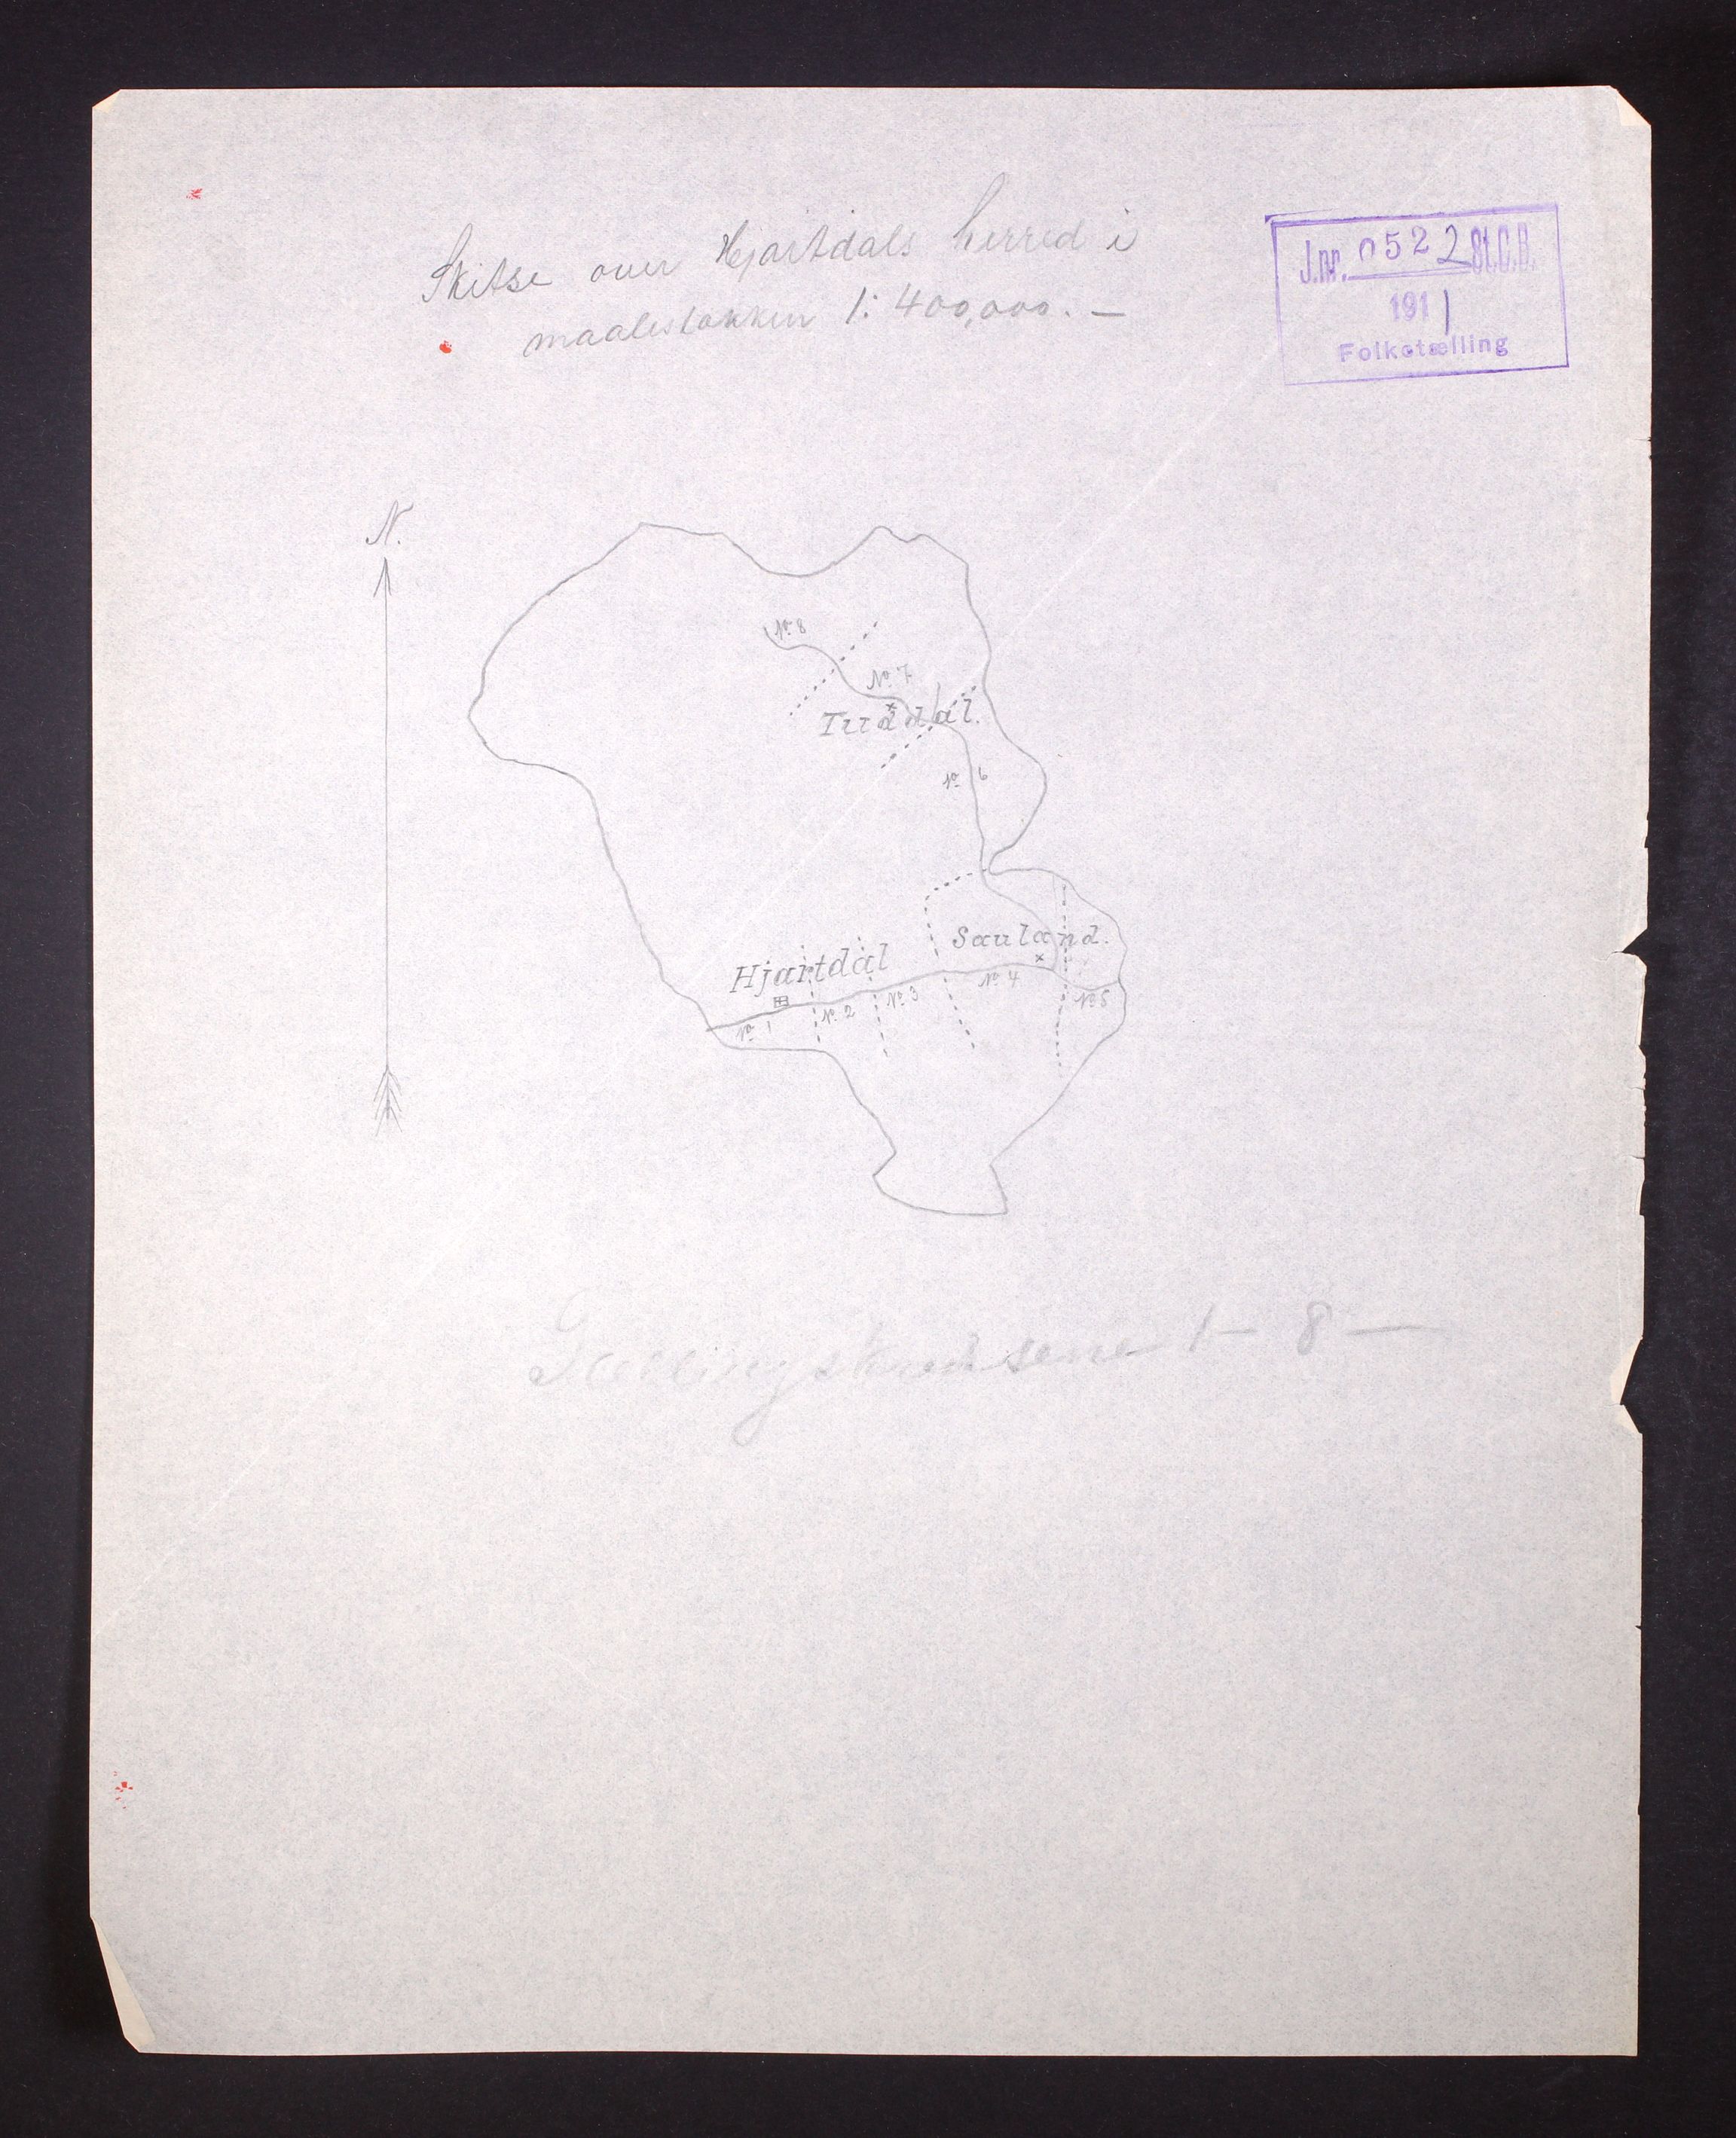 Skitse over Hjartdals herred i
maalestokken 1: 400,000. —
J.nr. 0522 St.C.B.
1911
Folketælling
N.
No. 8
No. 7
Tuddal.
No. 6
Sauland.
Hjartdal
No. 4
No. 5
No. 3
No. 2
No. 1
Tællingskredsene 1 - 8 —